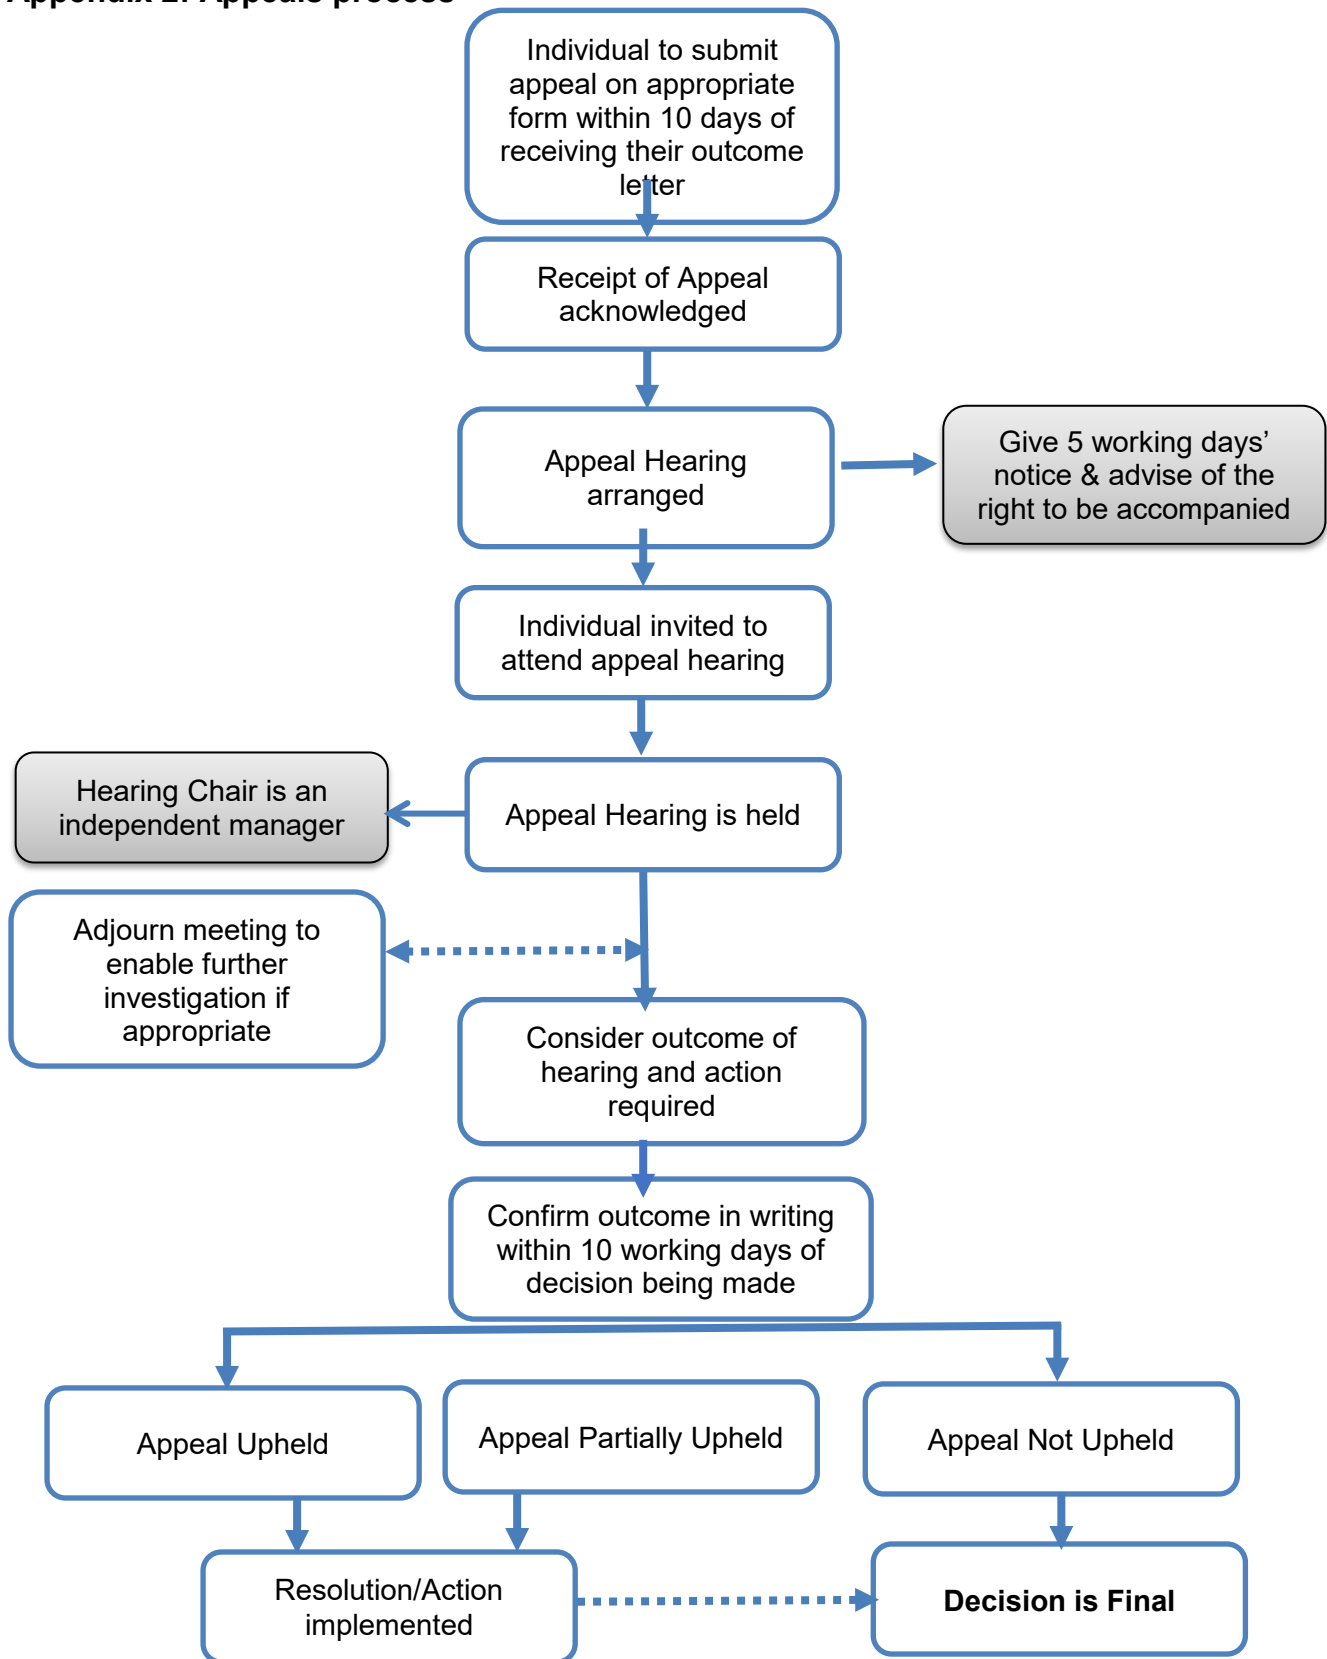 Appendix 2: Appeals process
Individual to submit
appeal on appropriate
form within 10 days of
receiving their outcome
letter
Receipt of Appeal
acknowledged
Appeal Hearing
arranged
Give 5 working days’
notice & advise of the
right to be accompanied
Individual invited to
attend appeal hearing
Hearing Chair is an
independent manager
Appeal Hearing is held
Adjourn meeting to
enable further
investigation if
appropriate
Consider outcome of
hearing and action
required
Confirm outcome in writing
within 10 working days of
decision being made
Appeal Upheld
Appeal Partially Upheld
Appeal Not Upheld
Resolution/Action
implemented
Decision is Final